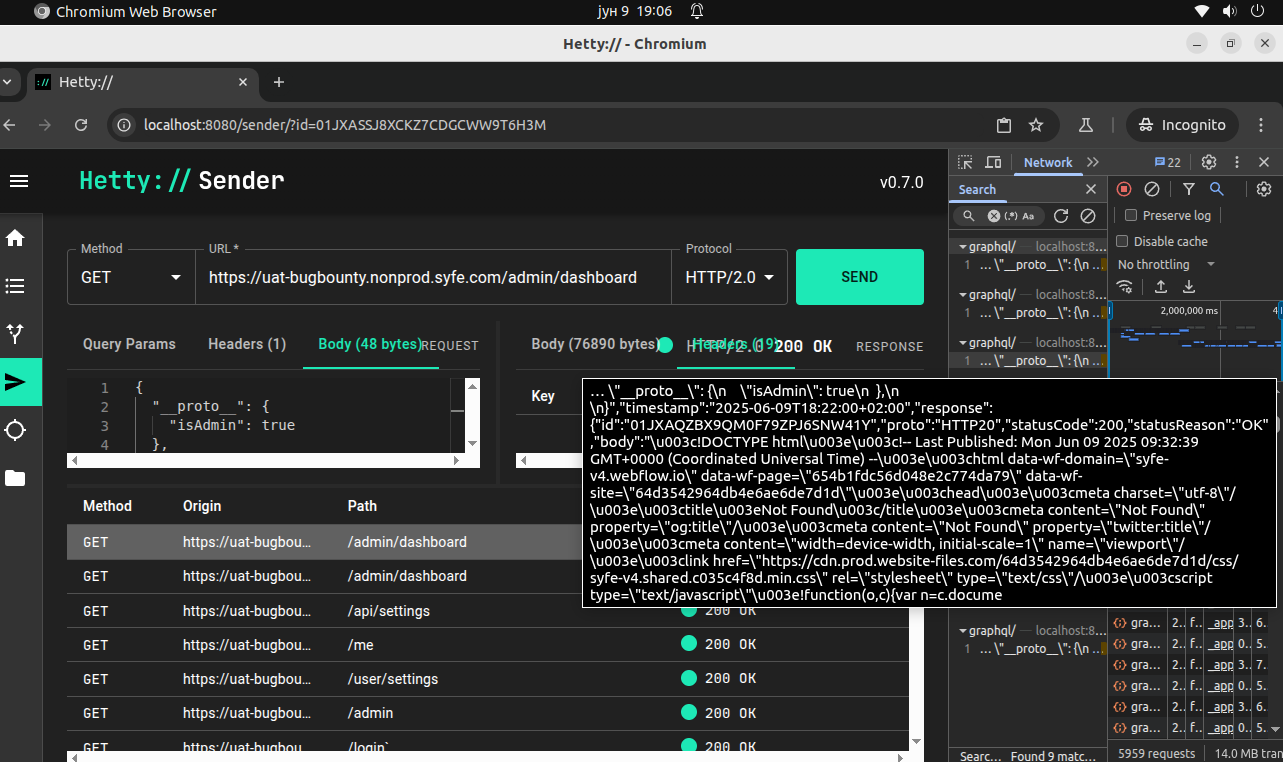 Chromium Web Browser
јун 9 19:06
Hetty:// - Chromium
Hetty://
localhost:8080/sender/?id=01JXASSJ8XCKZ7CDGCWW9T6H3M
Incognito
Hetty:// Sender
v0.7.0
Network
22
Search
Preserve log
Disable cache
No throttling
2,000,000 ms
4
(.*) Aa
graphql/ localhost:8…
1 … \"__proto__\": {\n …
graphql/ localhost:8…
1 … \"__proto__\": {\n …
graphql/ localhost:8…
1 … \"__proto__\": {\n …
Method
GET
URL *
https://uat-bugbounty.nonprod.syfe.com/admin/dashboard
Protocol
HTTP/2.0
SEND
Query Params
Headers (1)
Body (48 bytes)
REQUEST
Body (76890 bytes)
Headers (19)
HTTP/2.0 200 OK
RESPONSE
1 {
2 "__proto__": {
3 "isAdmin": true
4 },
Key
… \"__proto__\": {\n    \"isAdmin\": true\n  },\n
\n}","timestamp":"2025-06-09T18:22:00+02:00","response":
{"id":"01JXAQZBX9QM0F79ZPJ6SNW41Y","proto":"HTTP20","statusCode":200,"statusReason":"OK"
,"body":"\u003c!DOCTYPE html\u003e\u003c!-- Last Published: Mon Jun 09 2025 09:32:39
GMT+0000 (Coordinated Universal Time) --\u003e\u003chtml data-wf-domain=\"syfe-
v4.webflow.io\" data-wf-page=\"654b1fdc56d048e2c774da79\" data-wf-
site=\"64d3542964db4e6ae6de7d1d\"\u003e\u003chead\u003e\u003cmeta charset=\"utf-8\"/
\u003e\u003ctitle\u003eNot Found\u003c/title\u003e\u003cmeta content=\"Not Found\"
property=\"og:title\"/\u003e\u003cmeta content=\"Not Found\" property=\"twitter:title\"/
\u003e\u003cmeta content=\"width=device-width, initial-scale=1\" name=\"viewport\"/
\u003e\u003clink href=\"https://cdn.prod.website-files.com/64d3542964db4e6ae6de7d1d/css/
syfe-v4.shared.c035c4f8d.min.css\" rel=\"stylesheet\" type=\"text/css\"/\u003e\u003cscript
type=\"text/javascript\"\u003e!function(o,c){var n=c.docume
Method Origin Path
GET https://uat-bugbou… /admin/dashboard
GET https://uat-bugbou… /admin/dashboard
GET https://uat-bugbou… /api/settings 200 OK
GET https://uat-bugbou… /me 200 OK
GET https://uat-bugbou… /user/settings 200 OK
GET https://uat-bugbou… /admin 200 OK
GET https://uat-bugbou… /login` 200 OK
graphql/ localhost:8…
1 … \"__proto__\": {\n …
gra… 2.. f.. _app 3.. 6.
gra… 2.. f.. _app 0.. 5.
gra… 2.. f.. _app 3.. 7.
gra… 2.. f.. _app 0.. 5.
gra… 2.. f.. _app 3.. 6.
gra… 2.. f.. _app 0.. 5.
Searc… Found 9 matc…
5959 requests
14.0 MB tran